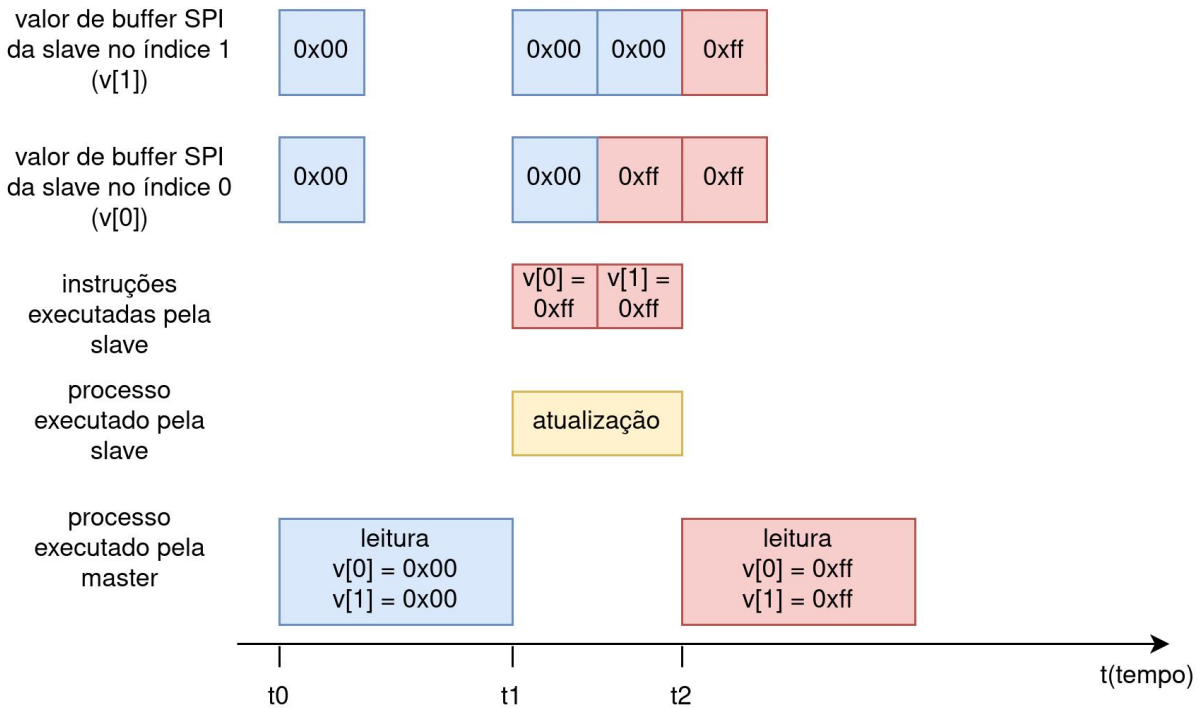 valor de buffer SPI
da slave no índice 1
(v[1])
0x00
0x00
0x00
0xff
valor de buffer SPI
da slave no índice 0
(v[0])
0x00
0x00
0xff
0xff
instruções
executadas pela
slave
v[0] =
0xff
v[1] =
0xff
processo
executado pela
slave
atualização
processo
executado pela
master
leitura
v[0] = 0x00
v[1] = 0x00
leitura
v[0] = 0xff
v[1] = 0xff
t0
t1
t2
t(tempo)